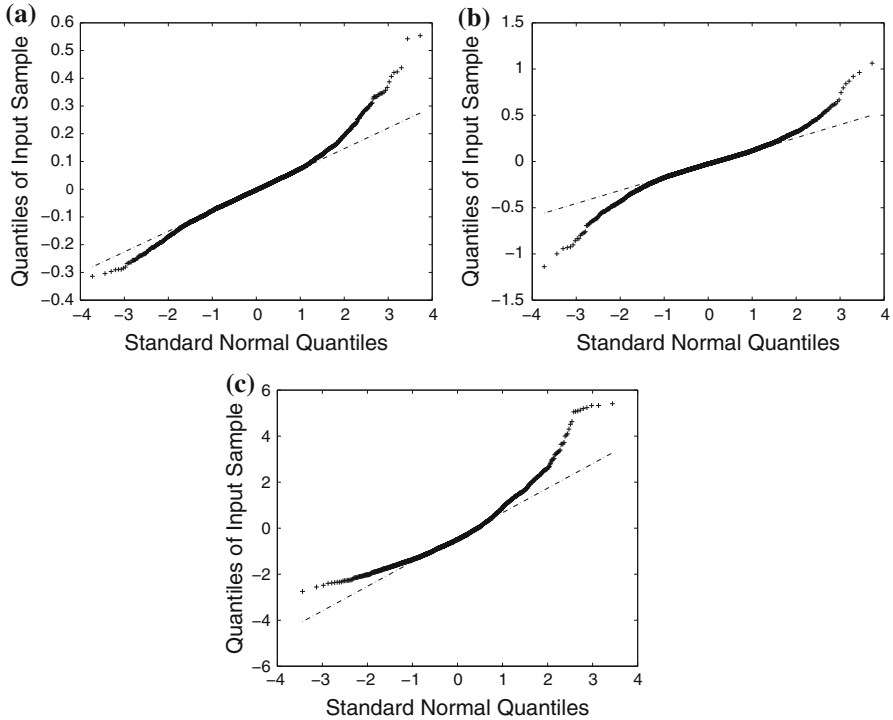 (a)
Quantiles of Input Sample
0.6
0.5
0.4
0.3
0.2
0.1
0
−0.1
−0.2
−0.3
−0.4
−4 −3 −2 −1 0 1 2 3 4
Standard Normal Quantiles
(b)
Quantiles of Input Sample
1.5
1
0.5
0
−0.5
−1
−1.5
−4 −3 −2 −1 0 1 2 3 4
Standard Normal Quantiles
(c)
Quantiles of Input Sample
6
4
2
0
−2
−4
−6
−4 −3 −2 −1 0 1 2 3 4
Standard Normal Quantiles